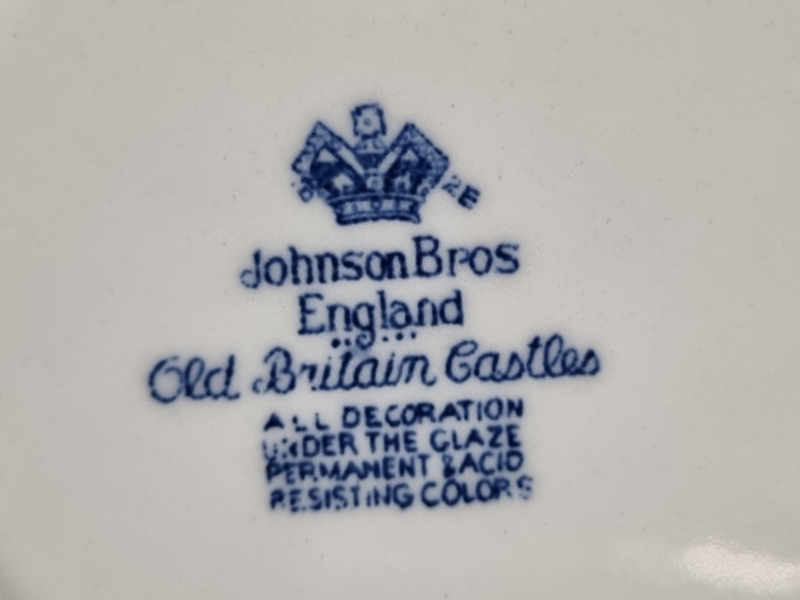 2E
Johnson Bros
England
Old Britain Castles
ALL DECORATION
UNDER THE GLAZE
PERMANENT & ACID
RESISTING COLORS